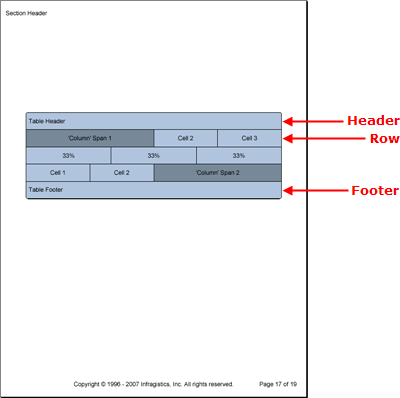 Section Header
Table Header
Header
'Column' Span 1 Cell 2 Cell 3
Row
33% 33% 33%
Cell 1 Cell 2 'Column' Span 2
Table Footer
Footer
Copyright © 1996 - 2007 Infragistics, Inc. All rights reserved. Page 17 of 19